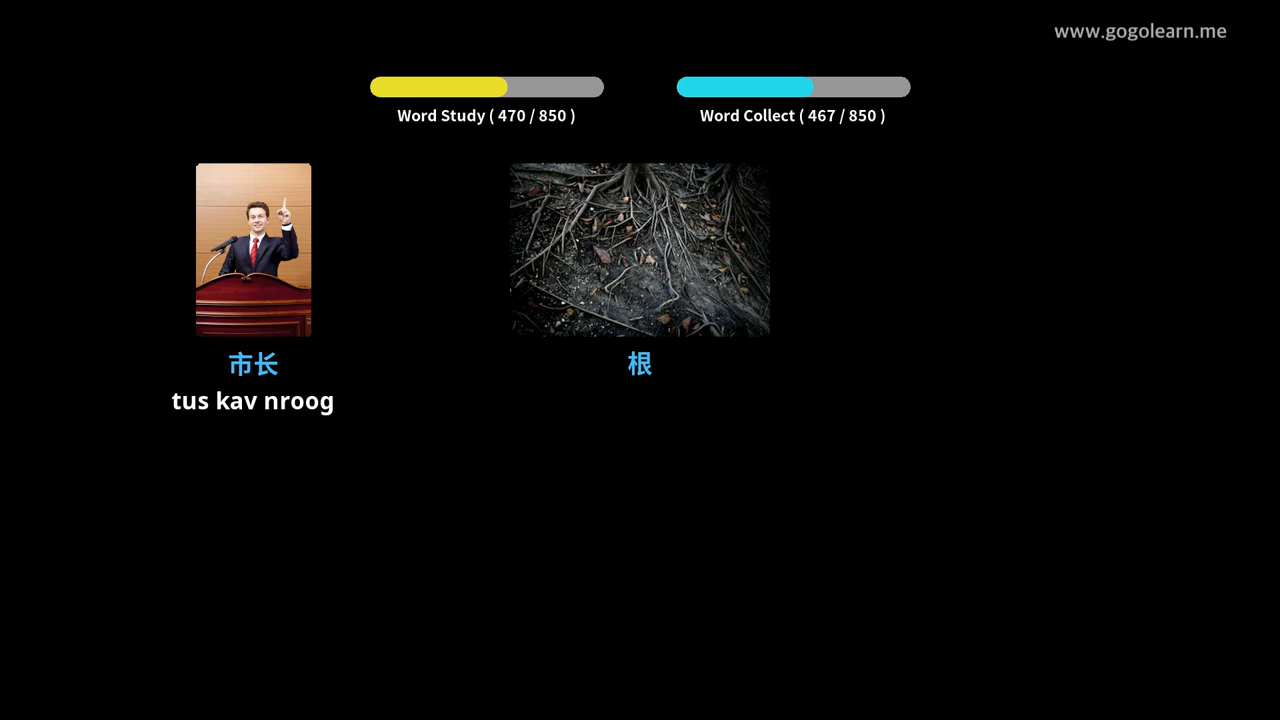 www.gogolearn.me
Word Study ( 470 / 850 )
Word Collect ( 467 / 850 )
市长
根
tus kav nroog